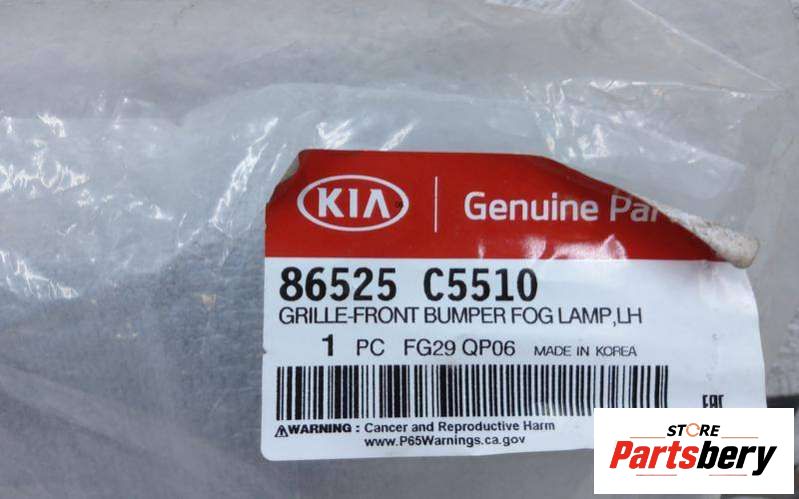 KIA
Genuine Par
86525 C5510
GRILLE-FRONT BUMPER FOG LAMP,LH
1 PC FG29 QP06 MADE IN KOREA
EAC
WARNING : Cancer and Reproductive Harm
www.P65Warnings.ca.gov
STORE
Partsbery